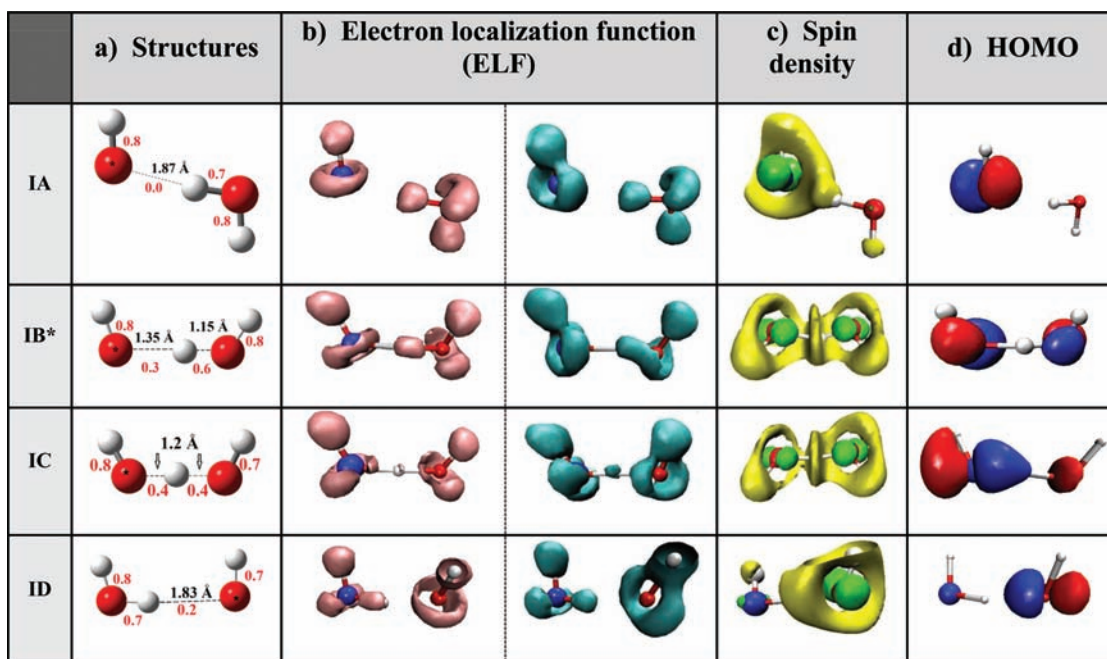 a) Structures
b) Electron localization function
(ELF)
c) Spin
density
d) HOMO
IA
0.8
1.87 Å
0.0
0.7
0.8
IB*
0.8
1.35 Å
1.15 Å
0.3
0.6
0.8
IC
1.2 Å
0.8
0.4
0.4
0.7
ID
0.8
1.83 Å
0.7
0.7
0.2